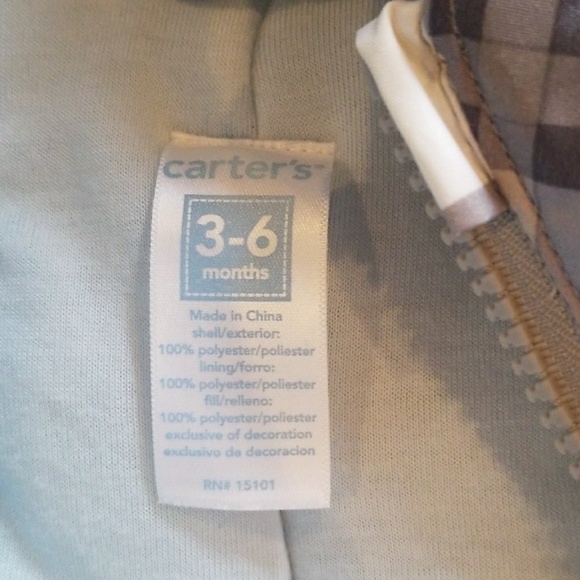 carter's™
3-6
months
Made in China
shell/exterior:
100% polyester/poliester
lining/forro:
100% polyester/poliester
fill/relleno:
100% polyester/poliester
exclusive of decoration
exclusivo de decoracion
RN# 15101